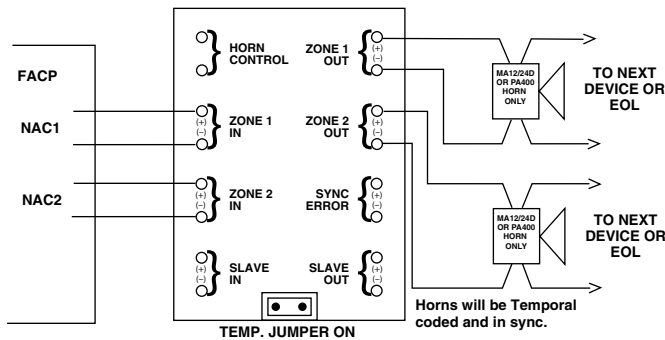 FACP
NAC1
NAC2
HORN
CONTROL
(+)
(–)
ZONE 1
IN
(+)
(–)
ZONE 2
IN
(+)
(–)
SLAVE
IN
ZONE 1
OUT
(+)
(–)
ZONE 2
OUT
(+)
(–)
SYNC
ERROR
(+)
(–)
SLAVE
OUT
(+)
(–)
TEMP. JUMPER ON
MA12/24D
OR PA400
HORN
ONLY
TO NEXT
DEVICE OR
EOL
MA12/24D
OR PA400
HORN
ONLY
TO NEXT
DEVICE OR
EOL
Horns will be Temporal
coded and in sync.